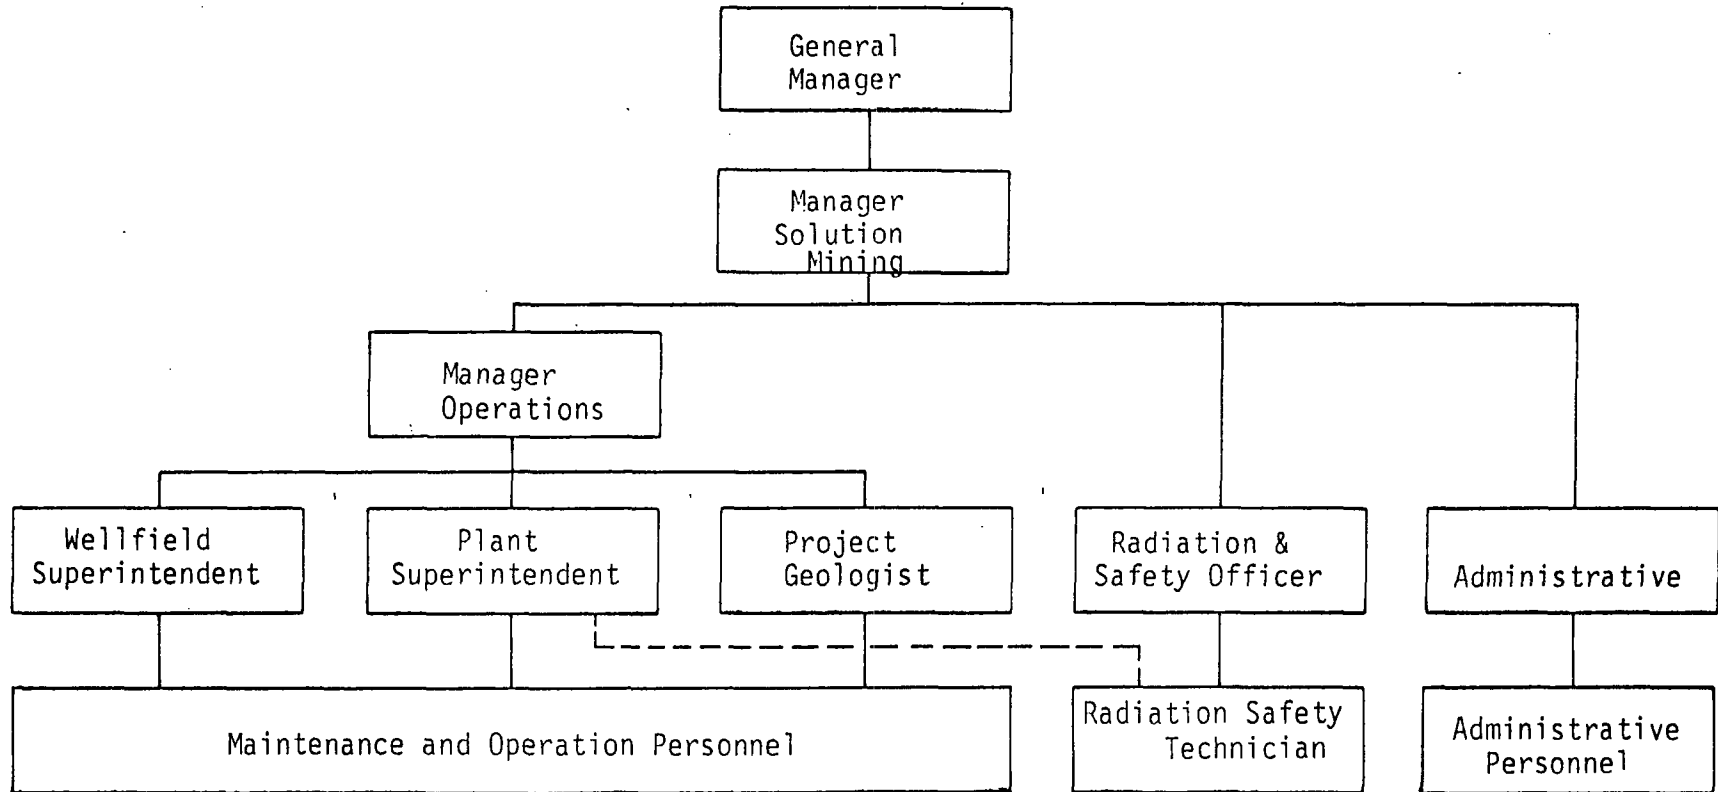 General
Manager
Manager
Solution
Mining
Manager
Operations
Wellfield
Superintendent
Plant
Superintendent
Project
Geologist
Radiation &
Safety Officer
Administrative
Maintenance and Operation Personnel
Radiation Safety
Technician
Administrative
Personnel